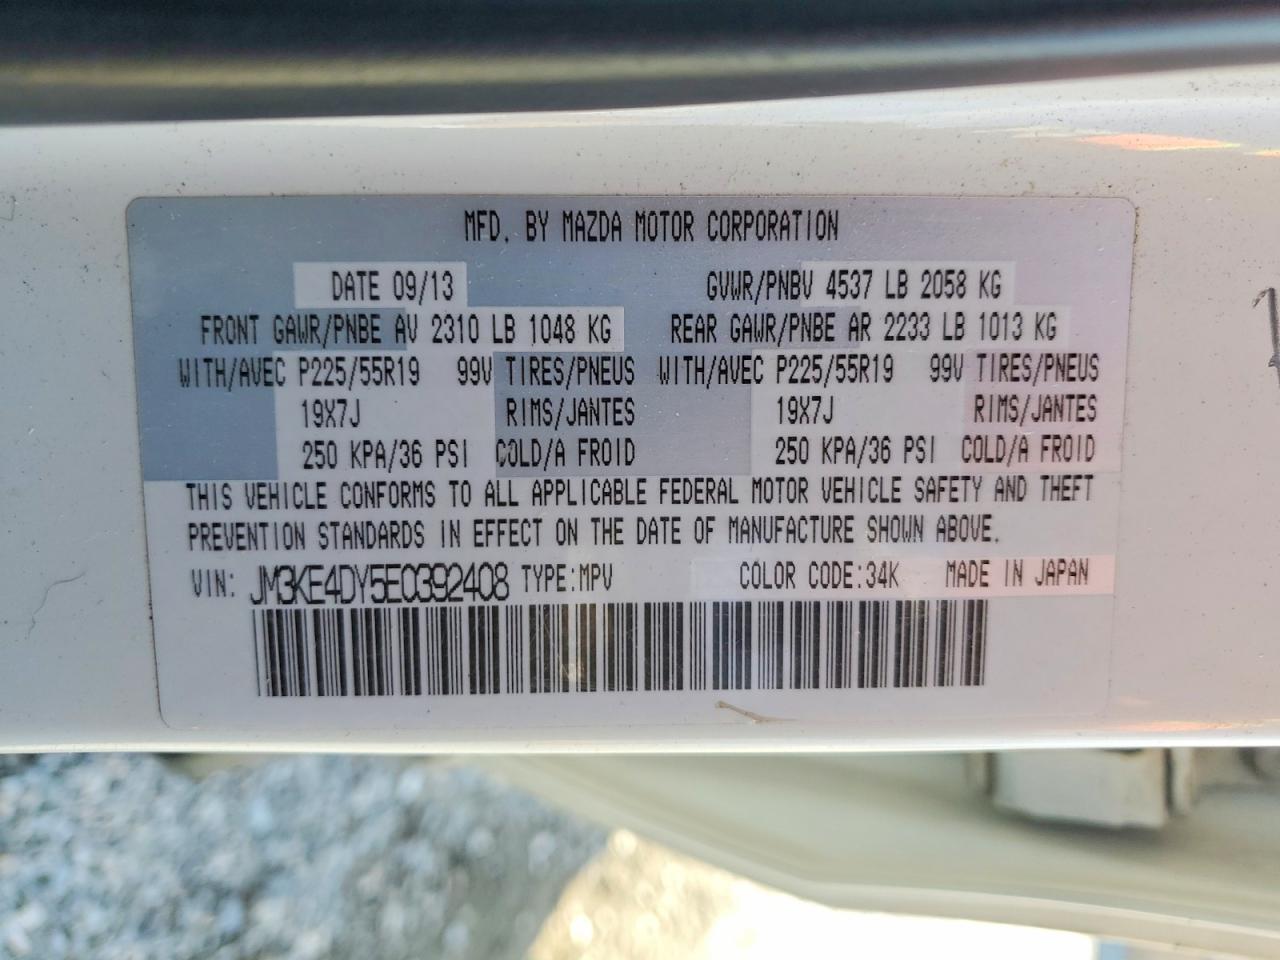 MFD. BY MAZDA MOTOR CORPORATION
DATE 09/13 GVWR/PNBV 4537 LB 2058 KG
FRONT GAWR/PNBE AV 2310 LB 1048 KG REAR GAWR/PNBE AR 2233 LB 1013 KG
WITH/AVEC P225/55R19 99V TIRES/PNEUS WITH/AVEC P225/55R19 99V TIRES/PNEUS
19X7J RIMS/JANTES 19X7J RIMS/JANTES
250 KPA/36 PSI COLD/A FROID 250 KPA/36 PSI COLD/A FROID
THIS VEHICLE CONFORMS TO ALL APPLICABLE FEDERAL MOTOR VEHICLE SAFETY AND THEFT
PREVENTION STANDARDS IN EFFECT ON THE DATE OF MANUFACTURE SHOWN ABOVE.
VIN: JM3KE4DY5E0392408 TYPE:MPV COLOR CODE:34K MADE IN JAPAN